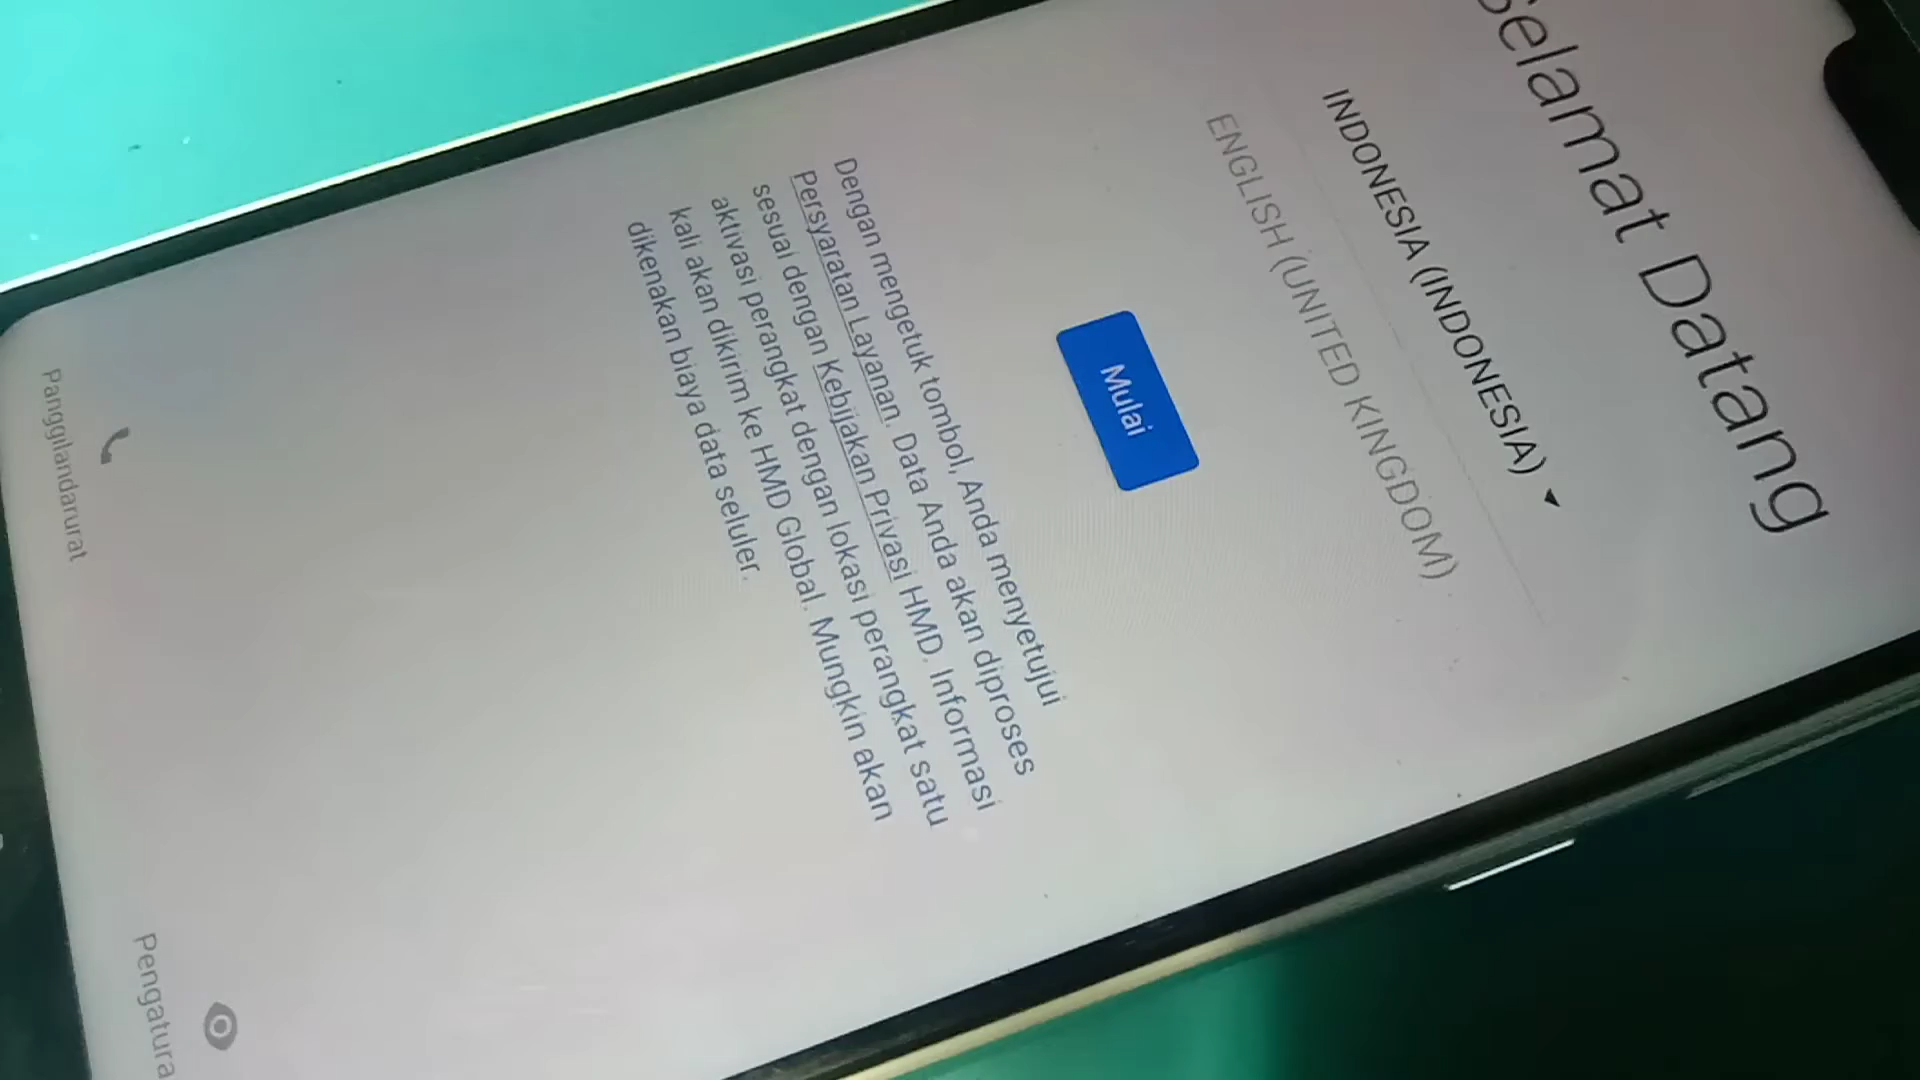 Selamat Datang
INDONESIA (INDONESIA)
ENGLISH (UNITED KINGDOM)
Mulai
Dengan mengetuk tombol, Anda menyetujui
Persyaratan Layanan. Data Anda akan diproses
sesuai dengan Kebijakan Privasi HMD. Informasi
aktivasi perangkat dengan lokasi perangkat satu
kali akan dikirim ke HMD Global. Mungkin akan
dikenakan biaya data seluler.
Panggilandarurat
Pengatura